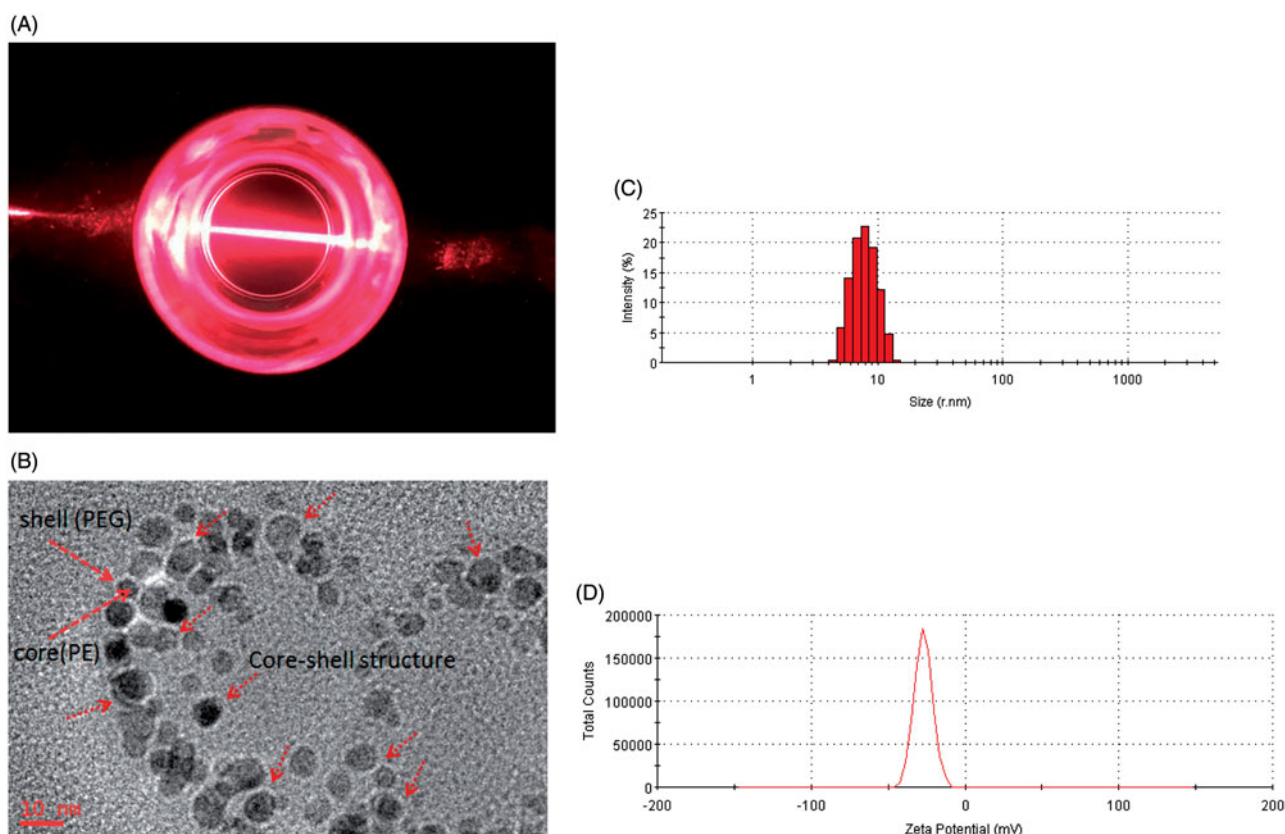 (A)
(B)
shell (PEG)
core(PE)
Core-shell structure
10 nm
(C)
25
20
15
10
5
0
Intensity (%)
1
10
100
1000
Size (r.nm)
(D)
200000
150000
100000
50000
0
Total Counts
-200
-100
0
100
200
Zeta Potential (mV)